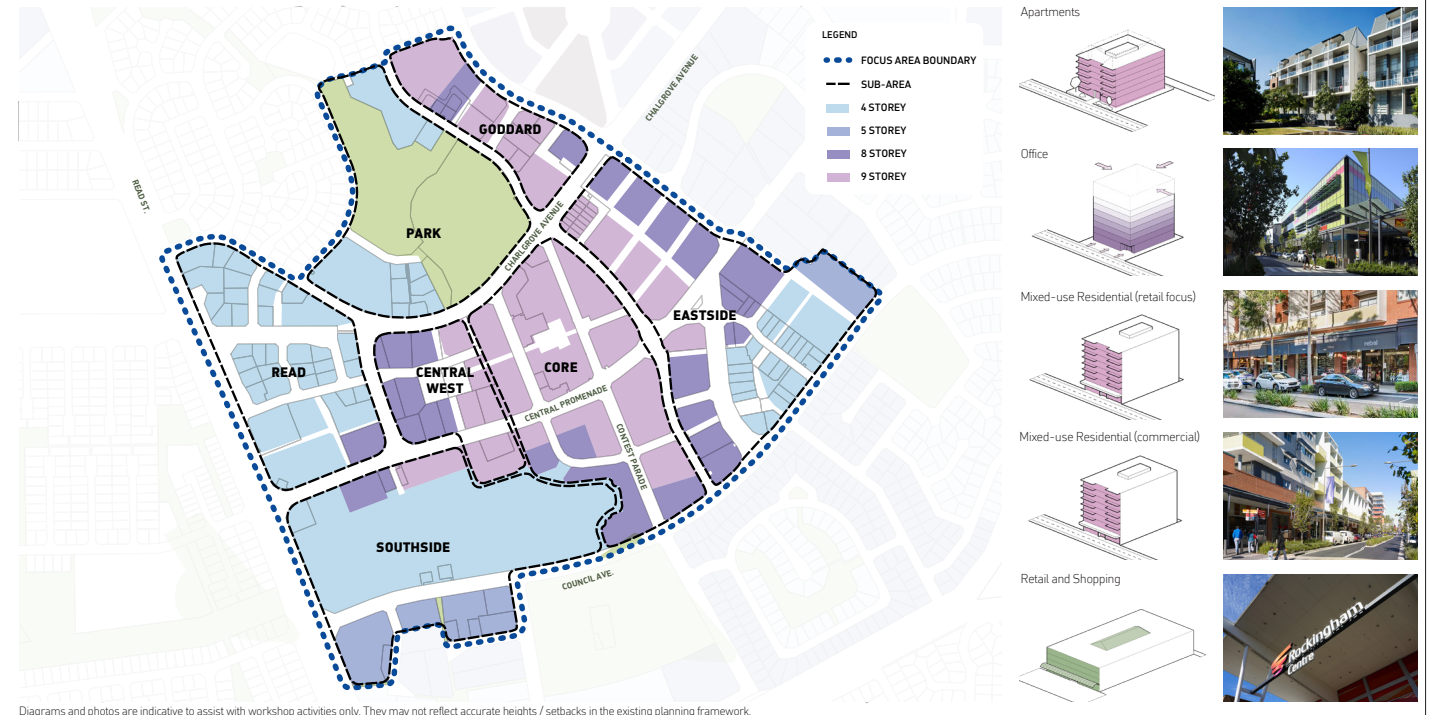 LEGEND
FOCUS AREA BOUNDARY
SUB-AREA
4 STOREY
5 STOREY
8 STOREY
9 STOREY
CHALGROVE AVENUE
GODDARD
READ ST.
PARK
CHARLGROVE AVENUE
EASTSIDE
READ
CENTRAL
WEST
CORE
CENTRAL PROMENADE
CONTEST PARADE
SOUTHSIDE
COUNCIL AVE.
Apartments
Office
Mixed-use Residential (retail focus)
Mixed-use Residential (commercial)
Retail and Shopping
Rockingham
Centre
Diagrams and photos are indicative to assist with workshop activities only. They may not reflect accurate heights / setbacks in the existing planning framework.